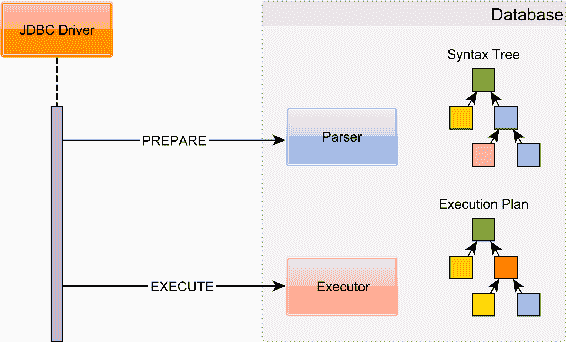 Database
JDBC Driver
Syntax Tree
PREPARE
Parser
Execution Plan
EXECUTE
Executor